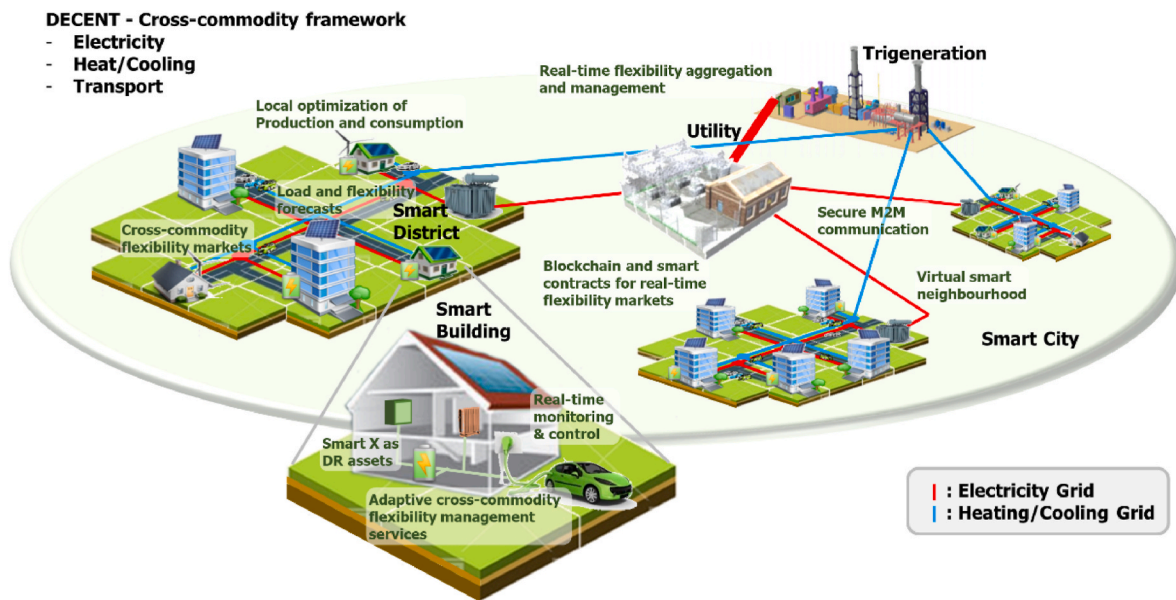 DECENT - Cross-commodity framework
- Electricity
- Heat/Cooling
- Transport
Trigeneration
Real-time flexibility aggregation
and management
Local optimization of
Production and consumption
Utility
Load and flexibility
forecasts
Smart
District
Cross-commodity
flexibility markets
Secure M2M
communication
Blockchain and smart
contracts for real-time
flexibility markets
Virtual smart
neighbourhood
Smart
Building
Smart City
Real-time
monitoring
& control
Smart X as
DR assets
Adaptive cross-commodity
flexibility management
services
| : Electricity Grid
| : Heating/Cooling Grid